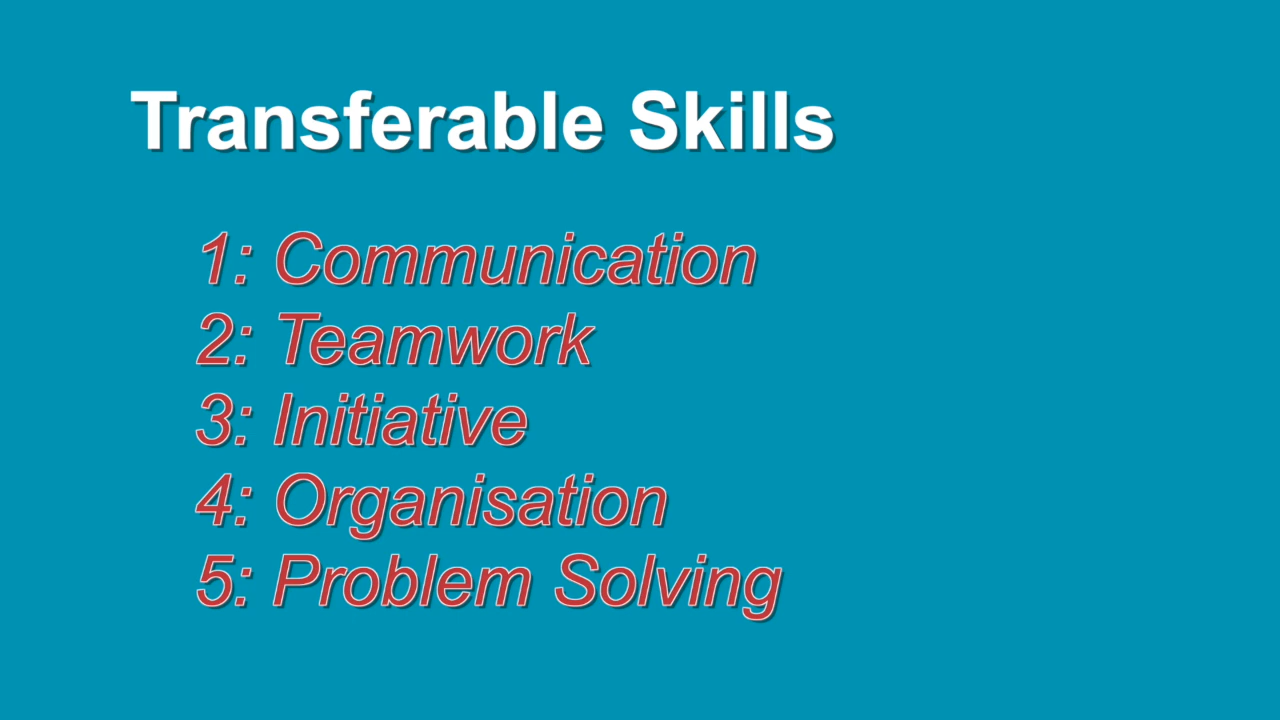 Transferable Skills
1: Communication
2: Teamwork
3: Initiative
4: Organisation
5: Problem Solving